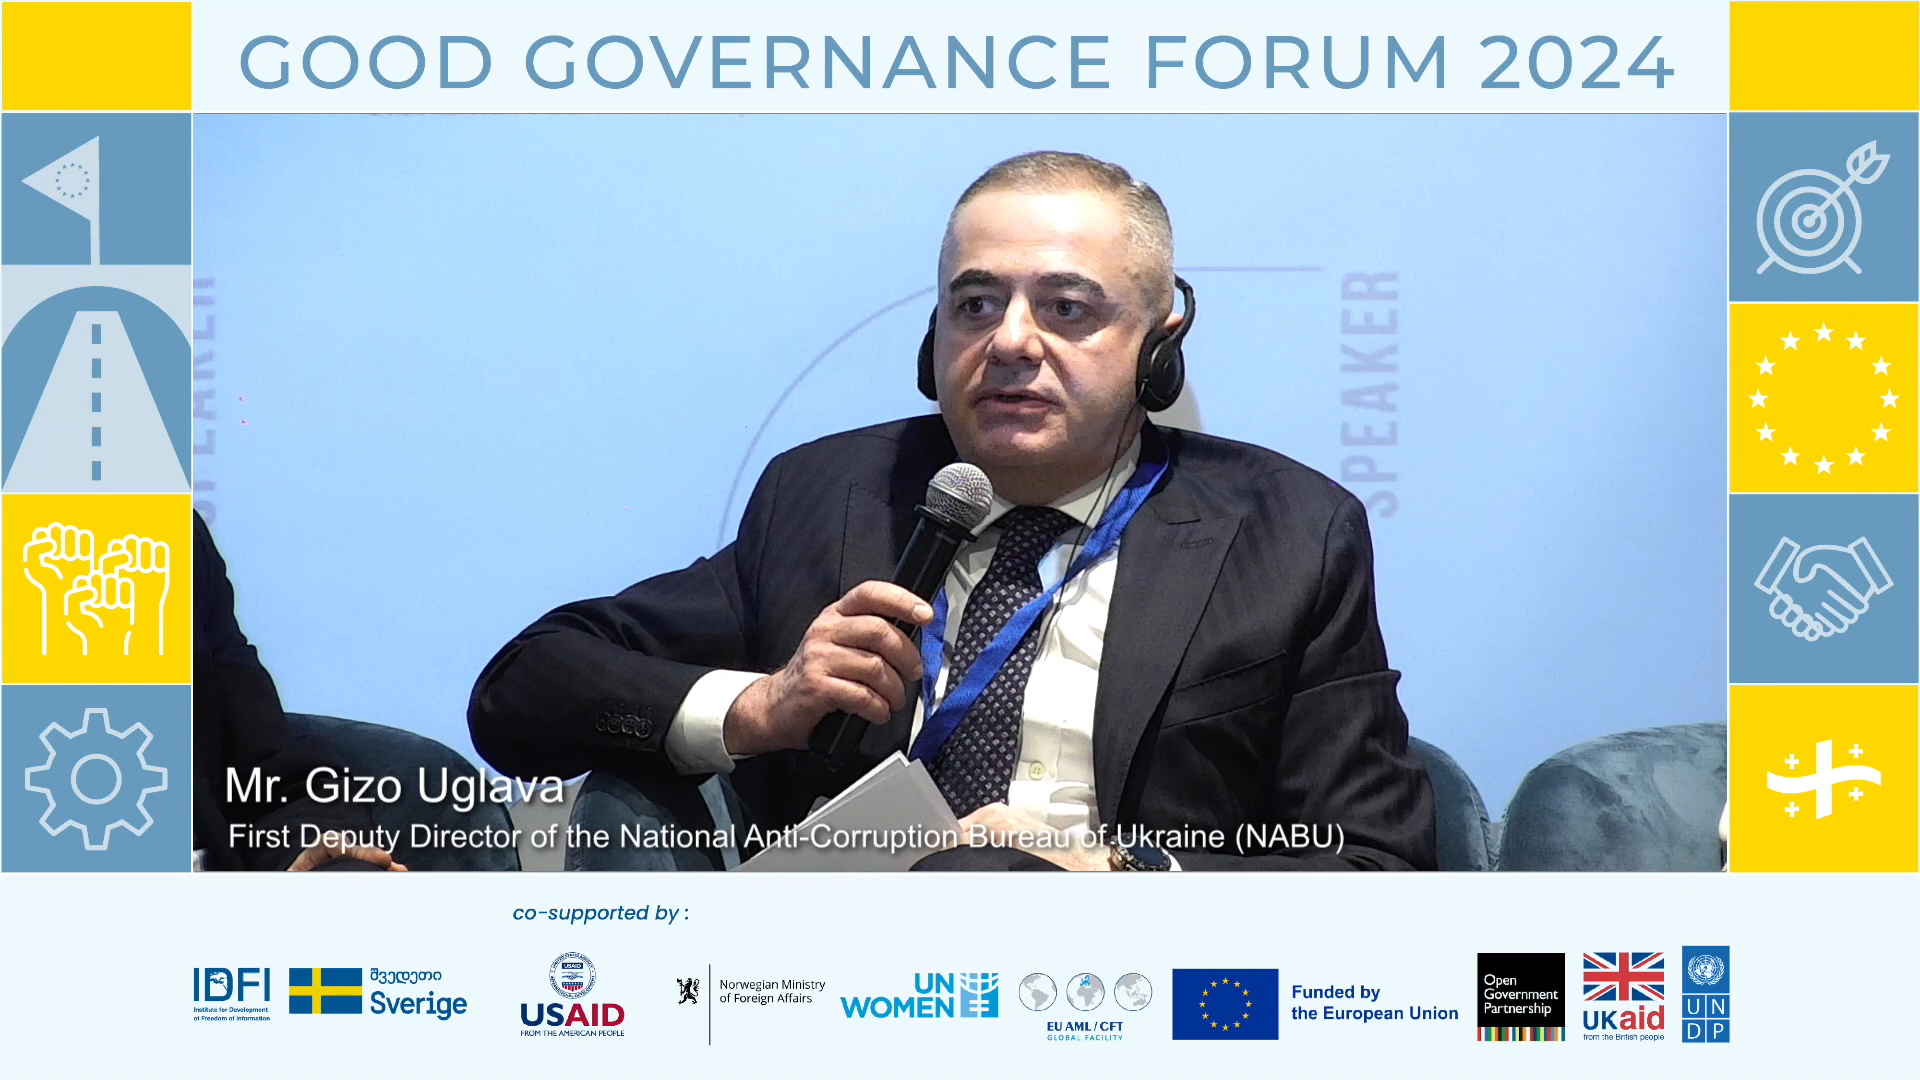 GOOD GOVERNANCE FORUM 2024
SPEAKER
SPEAKER
Mr. Gizo Uglava
First Deputy Director of the National Anti-Corruption Bureau of Ukraine (NABU)
co-supported by :
IDFI
Institute for Development
of Freedom of Information
შვედეთი
Sverige
USAID
USAID
FROM THE AMERICAN PEOPLE
Norwegian Ministry
of Foreign Affairs
UN
WOMEN
EU AML / CFT
GLOBAL FACILITY
Funded by
the European Union
Open
Government
Partnership
UKaid
from the British people
U N
D P